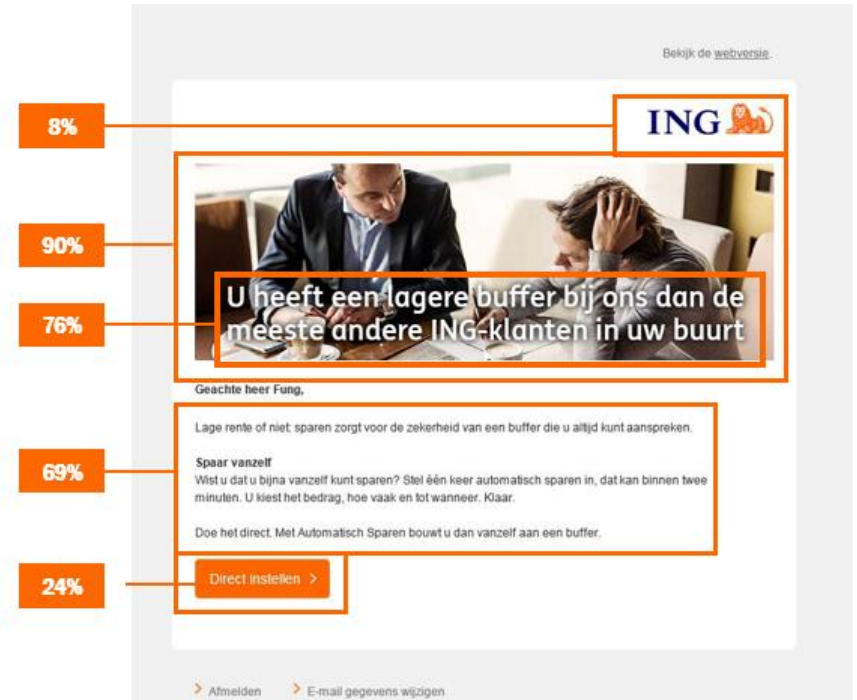 Bekijk de webversie.
8%
ING
90%
76%
U heeft een lagere buffer bij ons dan de
meeste andere ING-klanten in uw buurt
Geachte heer Fung,
Lage rente of niet: sparen zorgt voor de zekerheid van een buffer die u altijd kunt aanspreken.
69%
Spaar vanzelf
Wist u dat u bijna vanzelf kunt sparen? Stel één keer automatisch sparen in, dat kan binnen twee
minuten. U kiest het bedrag, hoe vaak en tot wanneer. Klaar.
Doe het direct. Met Automatisch Sparen bouwt u dan vanzelf aan een buffer.
24%
Direct instellen >
> Afmelden > E-mail gegevens wijzigen